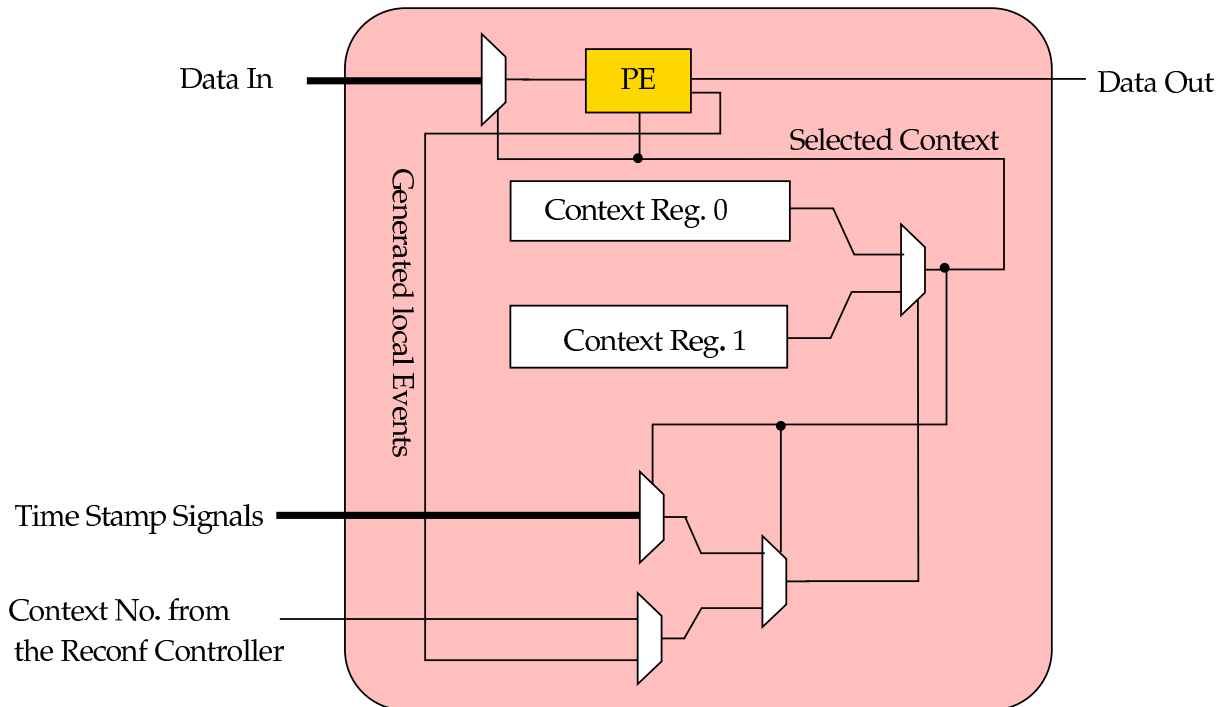 Data In
PE
Data Out
Selected Context
Generated local Events
Context Reg. 0
Context Reg. 1
Time Stamp Signals
Context No. from
the Reconf Controller